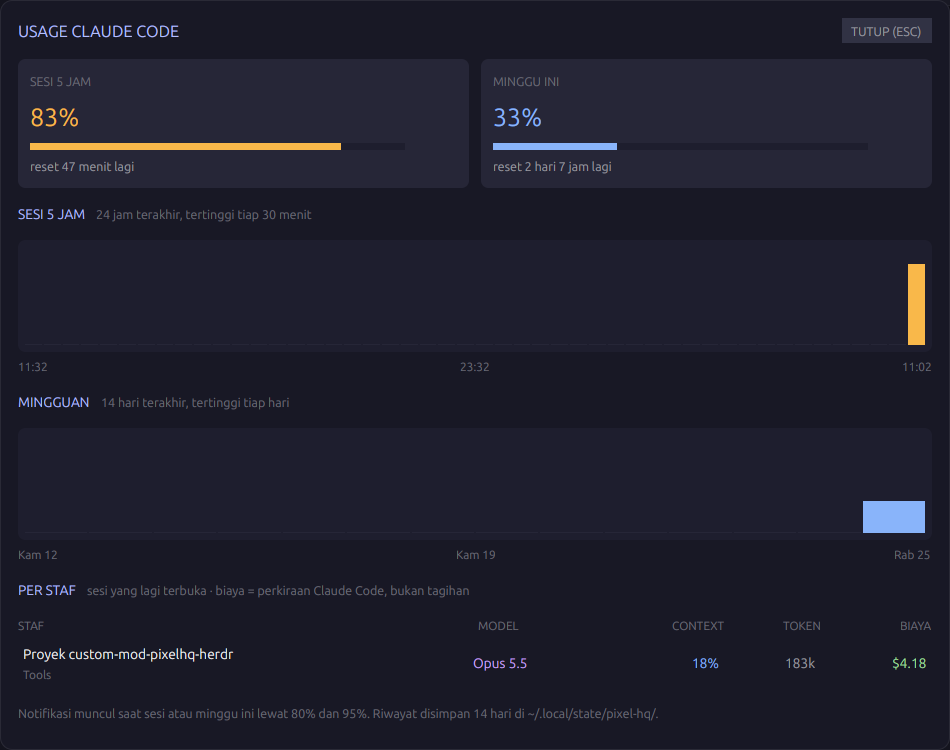 USAGE CLAUDE CODE
TUTUP (ESC)
SESI 5 JAM
83%
reset 47 menit lagi
MINGGU INI
33%
reset 2 hari 7 jam lagi
SESI 5 JAM 24 jam terakhir, tertinggi tiap 30 menit
11:32 23:32 11:02
MINGGUAN 14 hari terakhir, tertinggi tiap hari
Kam 12 Kam 19 Rab 25
PER STAF sesi yang lagi terbuka · biaya = perkiraan Claude Code, bukan tagihan
STAF MODEL CONTEXT TOKEN BIAYA
Proyek custom-mod-pixelhq-herdr
Tools
Opus 5.5 18% 183k $4.18
Notifikasi muncul saat sesi atau minggu ini lewat 80% dan 95%. Riwayat disimpan 14 hari di ~/.local/state/pixel-hq/.